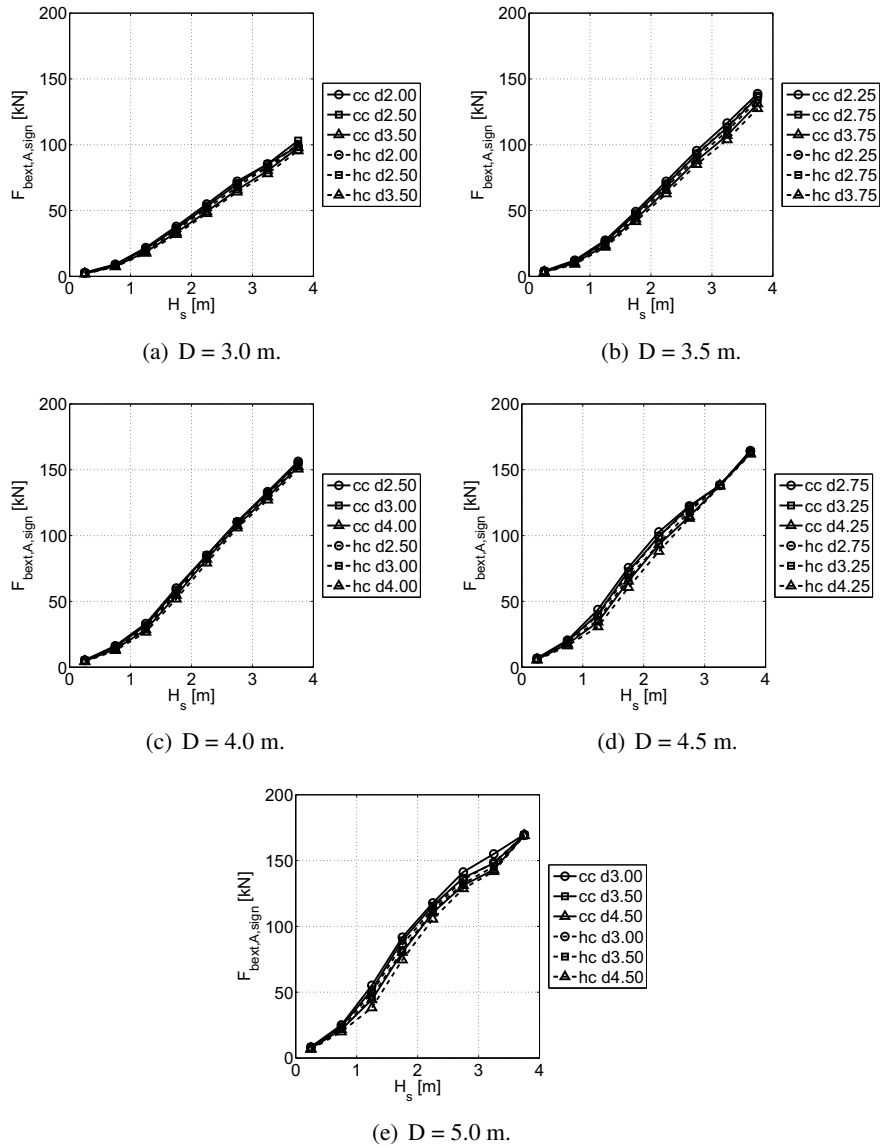 200
150
100
50
0
F_bext,A,sign [kN]
0 1 2 3 4
H_s [m]
cc d2.00
cc d2.50
cc d3.50
hc d2.00
hc d2.50
hc d3.50
(a) D = 3.0 m.
200
150
100
50
0
F_bext,A,sign [kN]
0 1 2 3 4
H_s [m]
cc d2.25
cc d2.75
cc d3.75
hc d2.25
hc d2.75
hc d3.75
(b) D = 3.5 m.
200
150
100
50
0
F_bext,A,sign [kN]
0 1 2 3 4
H_s [m]
cc d2.50
cc d3.00
cc d4.00
hc d2.50
hc d3.00
hc d4.00
(c) D = 4.0 m.
200
150
100
50
0
F_bext,A,sign [kN]
0 1 2 3 4
H_s [m]
cc d2.75
cc d3.25
cc d4.25
hc d2.75
hc d3.25
hc d4.25
(d) D = 4.5 m.
200
150
100
50
0
F_bext,A,sign [kN]
0 1 2 3 4
H_s [m]
cc d3.00
cc d3.50
cc d4.50
hc d3.00
hc d3.50
hc d4.50
(e) D = 5.0 m.